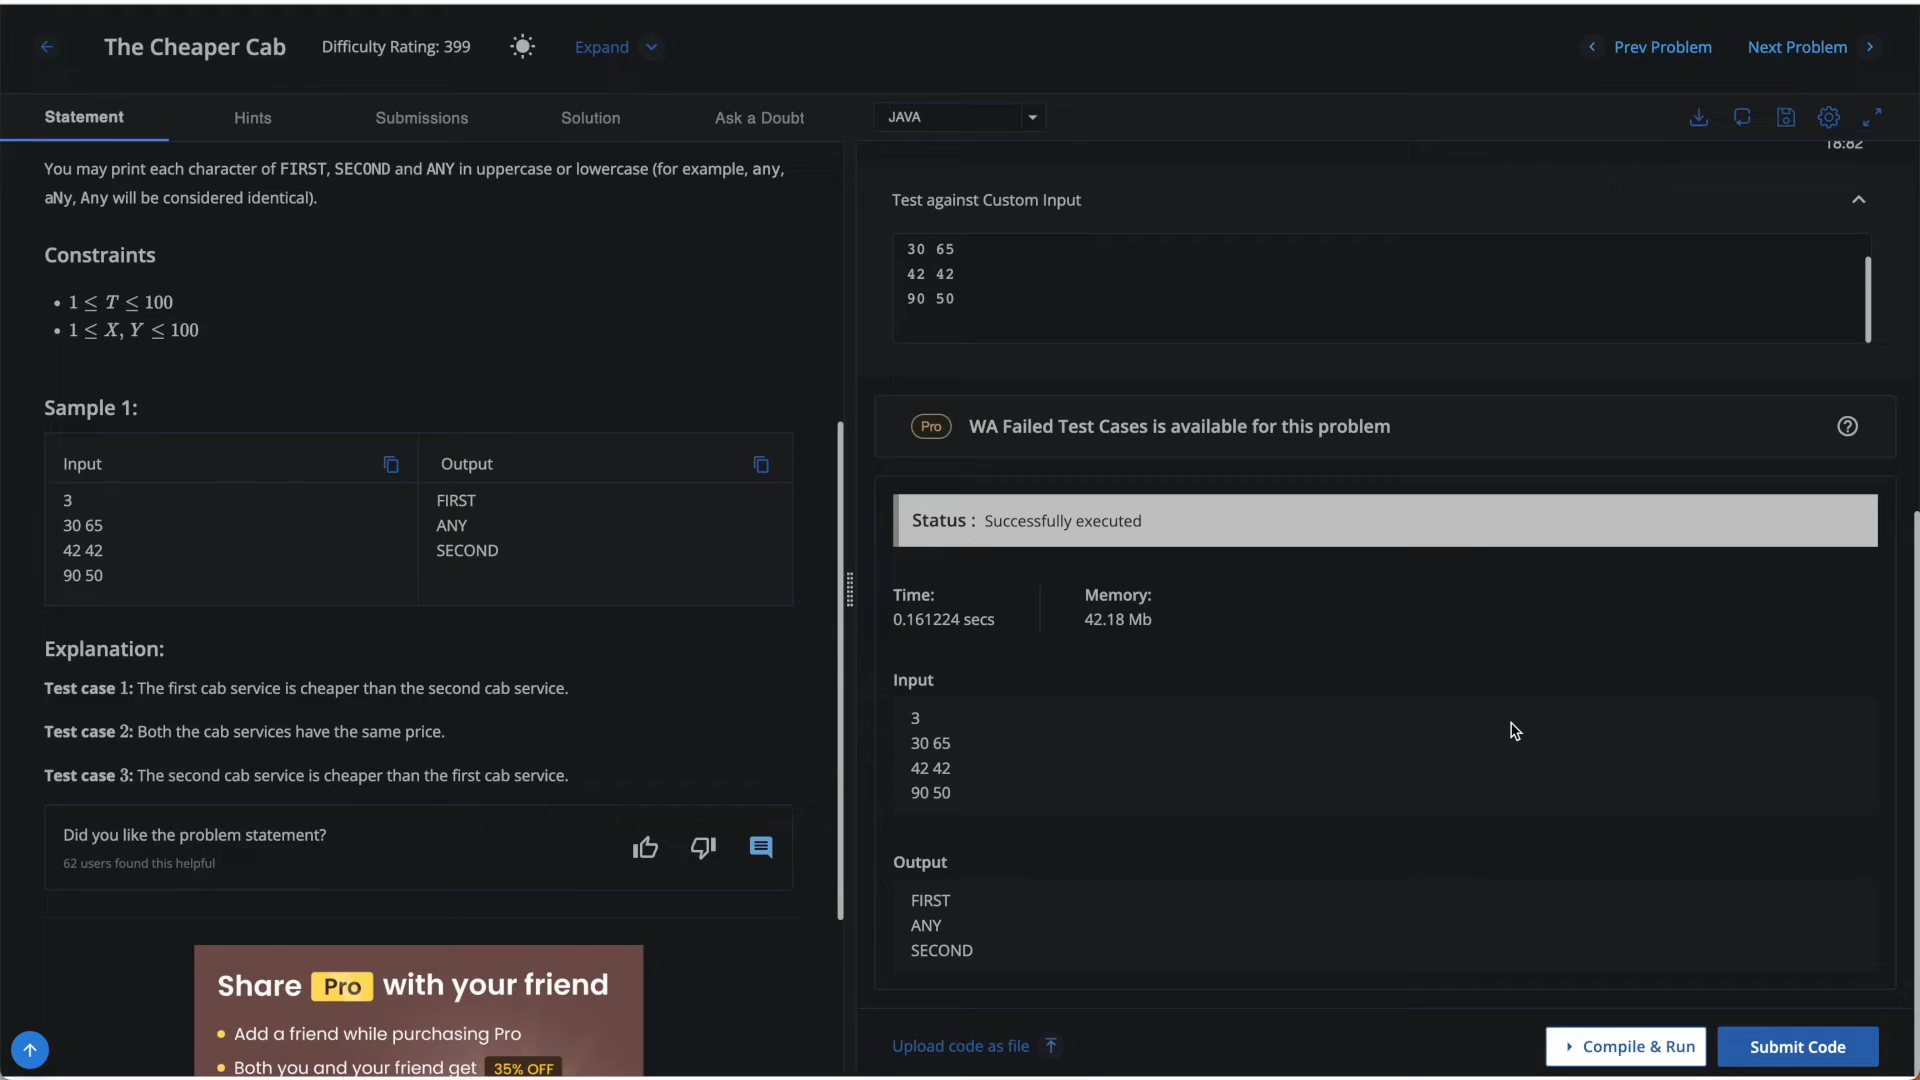 The Cheaper Cab
Difficulty Rating: 399
Expand
Prev Problem
Next Problem
Statement
Hints
Submissions
Solution
Ask a Doubt
You may print each character of FIRST, SECOND and ANY in uppercase or lowercase (for example, any,
aNy, Any will be considered identical).
Constraints
• 1 ≤ T ≤ 100
• 1 ≤ X, Y ≤ 100
Sample 1:
Input
Output
3
30 65
42 42
90 50
FIRST
ANY
SECOND
Explanation:
Test case 1: The first cab service is cheaper than the second cab service.
Test case 2: Both the cab services have the same price.
Test case 3: The second cab service is cheaper than the first cab service.
Did you like the problem statement?
62 users found this helpful
Share Pro with your friend
• Add a friend while purchasing Pro
• Both you and your friend get 35% OFF
JAVA
18:82
Test against Custom Input
30 65
42 42
90 50
Pro WA Failed Test Cases is available for this problem
Status : Successfully executed
Time:
0.161224 secs
Memory:
42.18 Mb
Input
3
30 65
42 42
90 50
Output
FIRST
ANY
SECOND
Upload code as file
Compile & Run
Submit Code